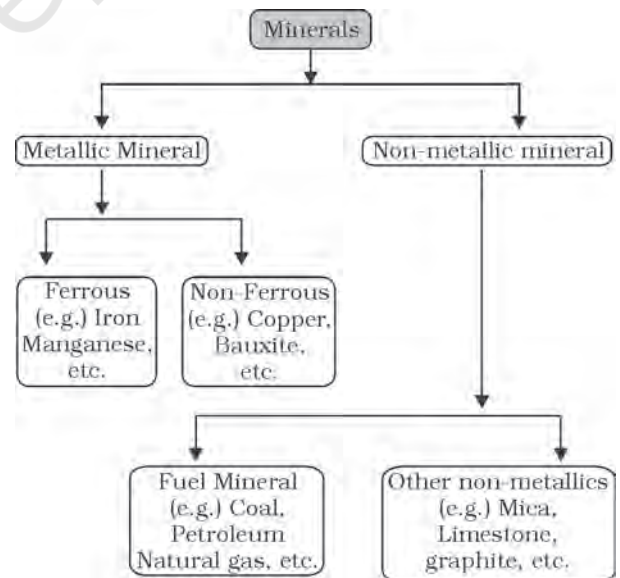 Minerals
Metallic Mineral
Non-metallic mineral
Ferrous
(e.g.) Iron
Manganese,
etc.
Non-Ferrous
(e.g.) Copper,
Bauxite,
etc.
Fuel Mineral
(e.g.) Coal,
Petroleum
Natural gas, etc.
Other non-metallics
(e.g.) Mica,
Limestone,
graphite, etc.